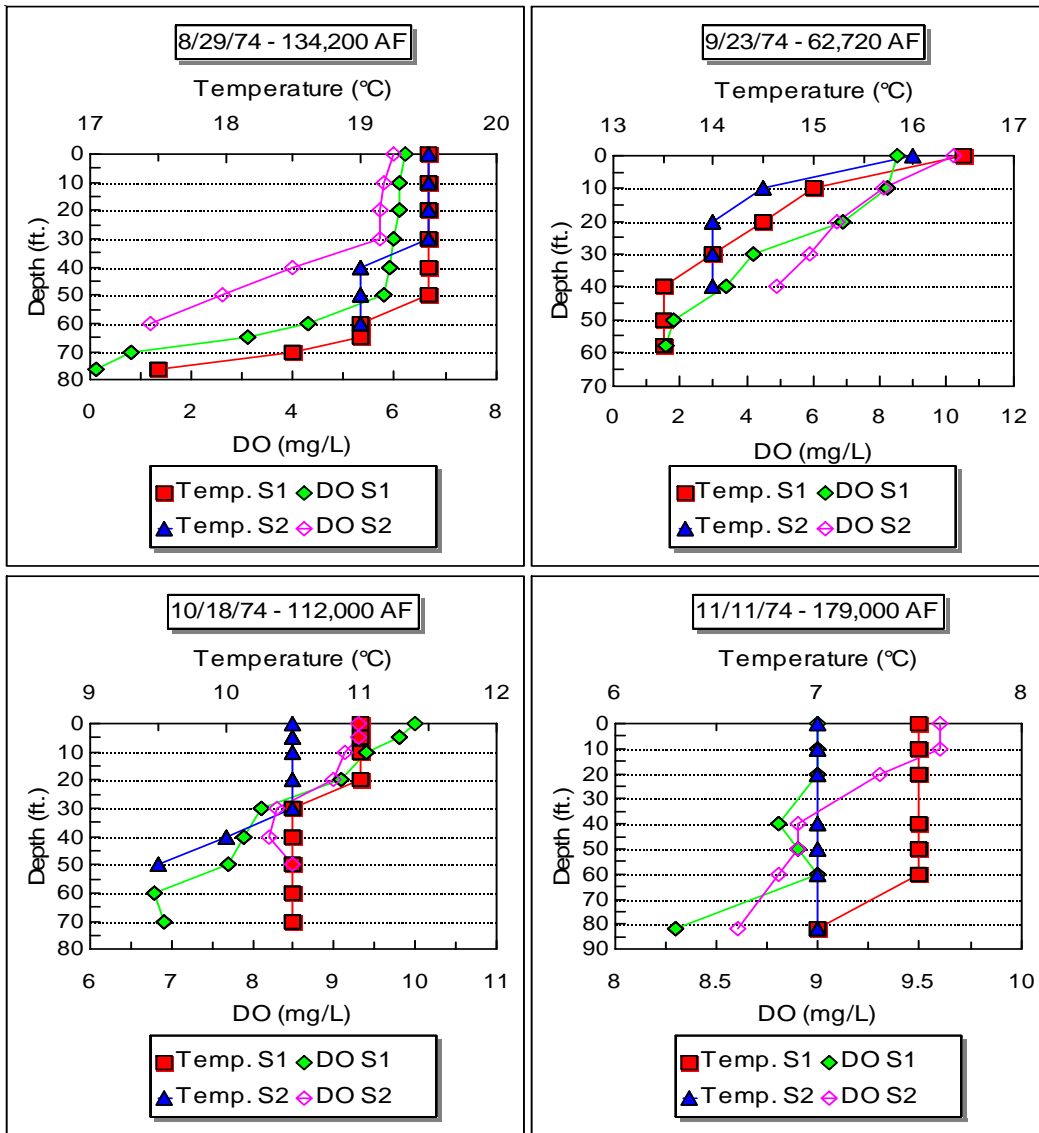 8/29/74 - 134,200 AF
Temperature (°C)
17 18 19 20
0
10
20
30
40
50
60
70
80
Depth (ft.)
0 2 4 6 8
DO (mg/L)
Temp. S1 DO S1
Temp. S2 DO S2
9/23/74 - 62,720 AF
Temperature (°C)
13 14 15 16 17
0
10
20
30
40
50
60
70
Depth (ft.)
0 2 4 6 8 10 12
DO (mg/L)
Temp. S1 DO S1
Temp. S2 DO S2
10/18/74 - 112,000 AF
Temperature (°C)
9 10 11 12
0
10
20
30
40
50
60
70
80
Depth (ft.)
6 7 8 9 10 11
DO (mg/L)
Temp. S1 DO S1
Temp. S2 DO S2
11/11/74 - 179,000 AF
Temperature (°C)
6 7 8
0
10
20
30
40
50
60
70
80
90
Depth (ft.)
8 8.5 9 9.5 10
DO (mg/L)
Temp. S1 DO S1
Temp. S2 DO S2